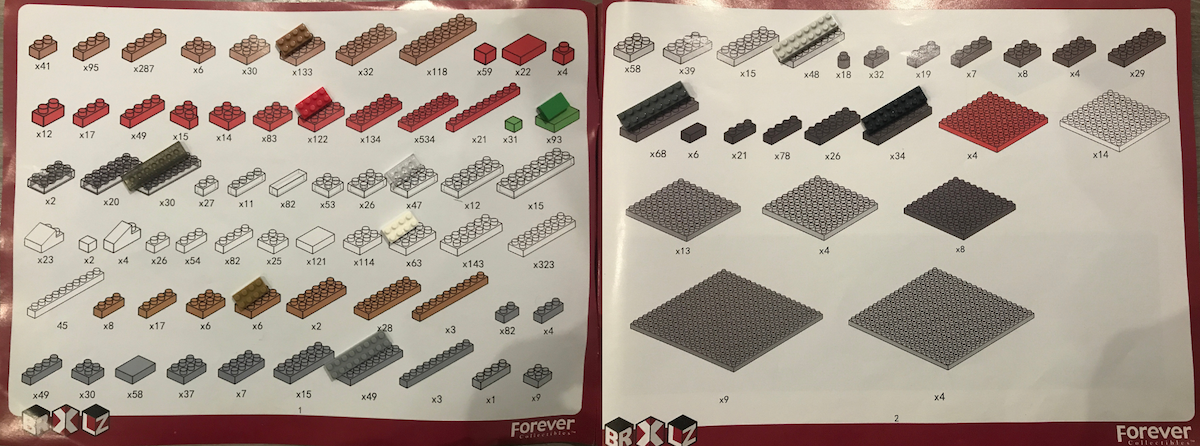 x41 x95 x287 x6 x30 x133 x32 x118 x59 x22 x4
x12 x17 x49 x15 x14 x83 x122 x134 x534 x21 x31 x93
x2 x20 x30 x27 x11 x82 x53 x26 x47 x12 x15
x23 x2 x4 x26 x54 x82 x25 x121 x114 x63 x143 x323
45 x8 x17 x6 x6 x2 x28 x3 x82 x4
x49 x30 x58 x37 x7 x15 x49 x3 x1 x9
BRXLZ
1
Forever
Collectibles™
x58 x39 x15 x48 x18 x32 x19 x7 x8 x4 x29
x68 x6 x21 x78 x26 x34 x4 x14
x13 x4 x8
x9 x4
BRXLZ
2
Forever
Collectibles™